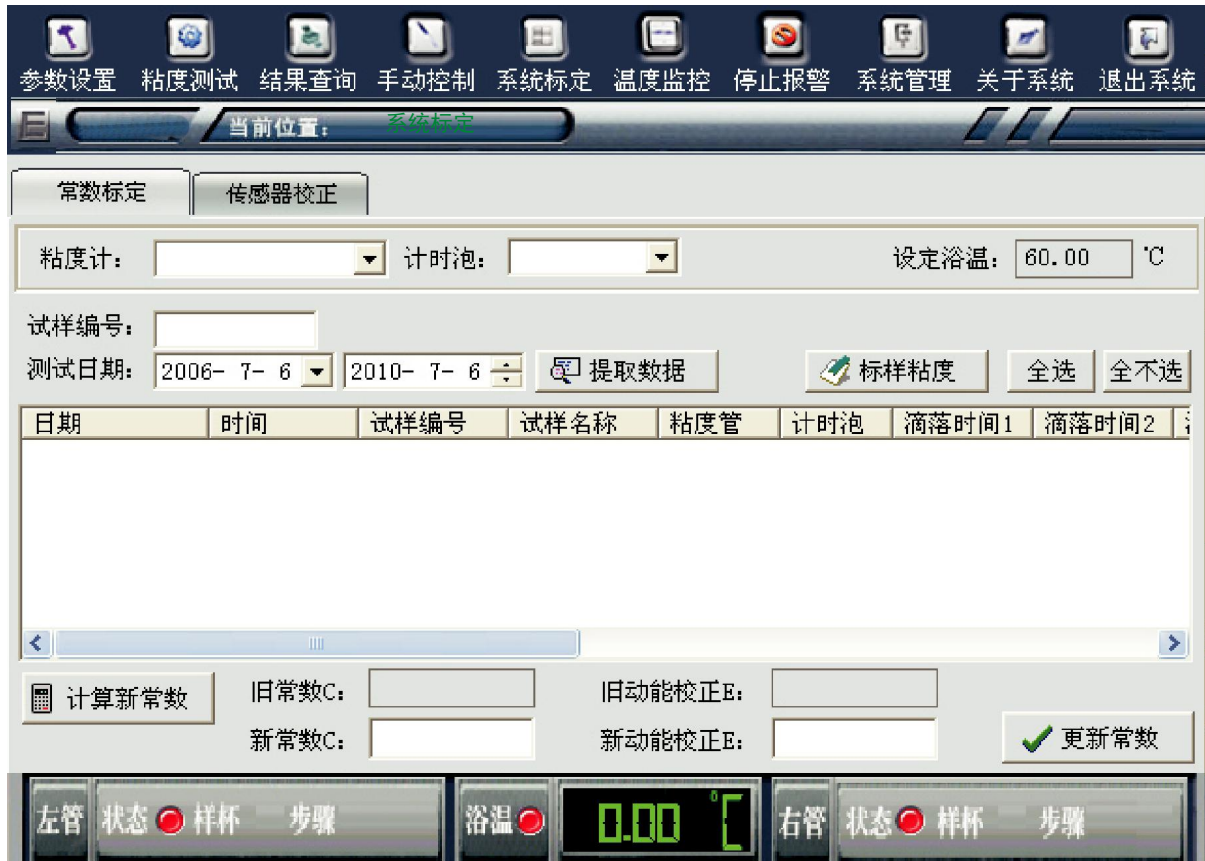 参数设置 粘度测试 结果查询 手动控制 系统标定 温度监控 停止报警 系统管理 关于系统 退出系统
当前位置： 系统标定
常数标定 传感器校正
粘度计： 计时泡： 设定浴温： 60.00 ℃
试样编号：
测试日期： 2006- 7- 6 2010- 7- 6 提取数据 标样粘度 全选 全不选
日期 时间 试样编号 试样名称 粘度管 计时泡 滴落时间1 滴落时间2
计算新常数 旧常数C： 旧动能校正E：
新常数C： 新动能校正E： 更新常数
左管 状态 样杯 步骤 浴温 0.00 ℃ 右管 状态 样杯 步骤